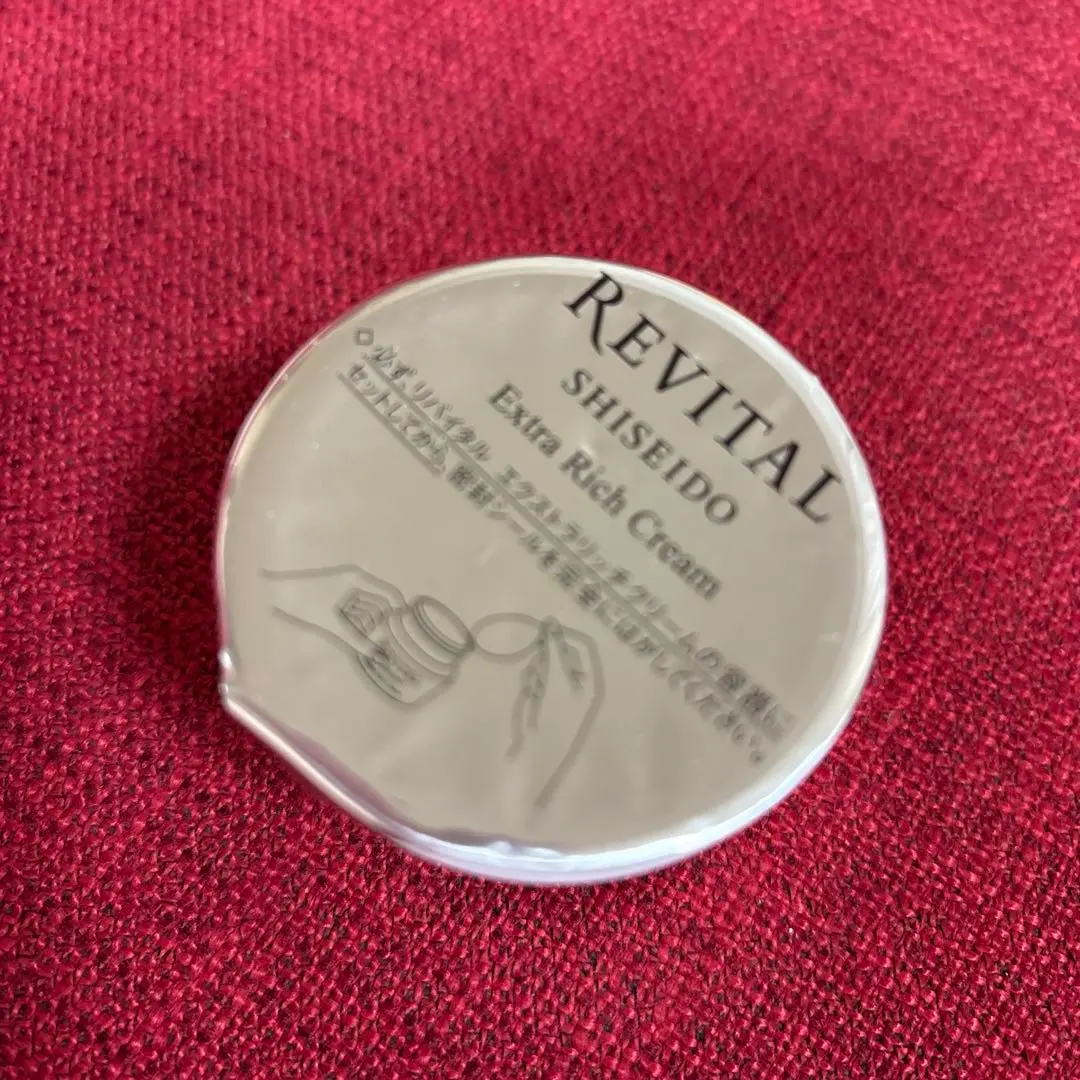 REVITAL
SHISEIDO
Extra Rich Cream
◇必ず、リバイタル エクストラリッチクリームの容器に
セットしてから、密封シールを完全にはがしてください。